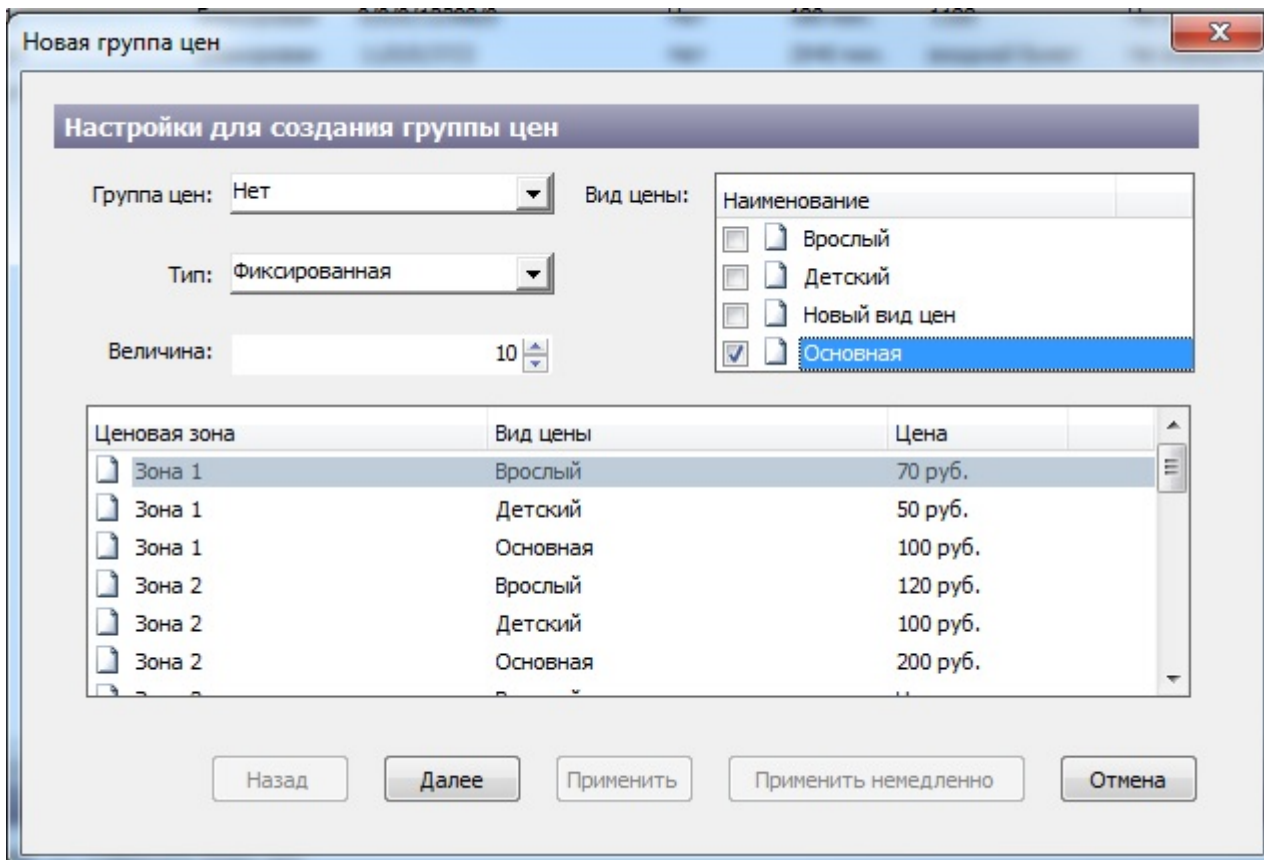 Новая группа цен
Настройки для создания группы цен
Группа цен: Нет
Вид цены:
Наименование
Врослый
Детский
Новый вид цен
Основная
Тип: Фиксированная
Величина: 10
Ценовая зона Вид цены Цена
Зона 1 Врослый 70 руб.
Зона 1 Детский 50 руб.
Зона 1 Основная 100 руб.
Зона 2 Врослый 120 руб.
Зона 2 Детский 100 руб.
Зона 2 Основная 200 руб.
Назад Далее Применить Применить немедленно Отмена